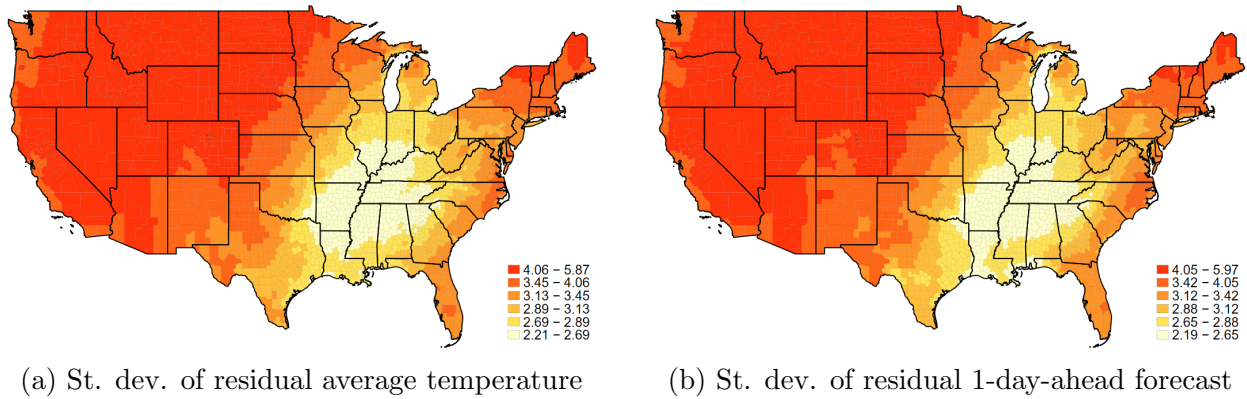 4.06 − 5.87
3.45 − 4.06
3.13 − 3.45
2.89 − 3.13
2.69 − 2.89
2.21 − 2.69
(a) St. dev. of residual average temperature
4.05 − 5.97
3.42 − 4.05
3.12 − 3.42
2.88 − 3.12
2.65 − 2.88
2.19 − 2.65
(b) St. dev. of residual 1-day-ahead forecast